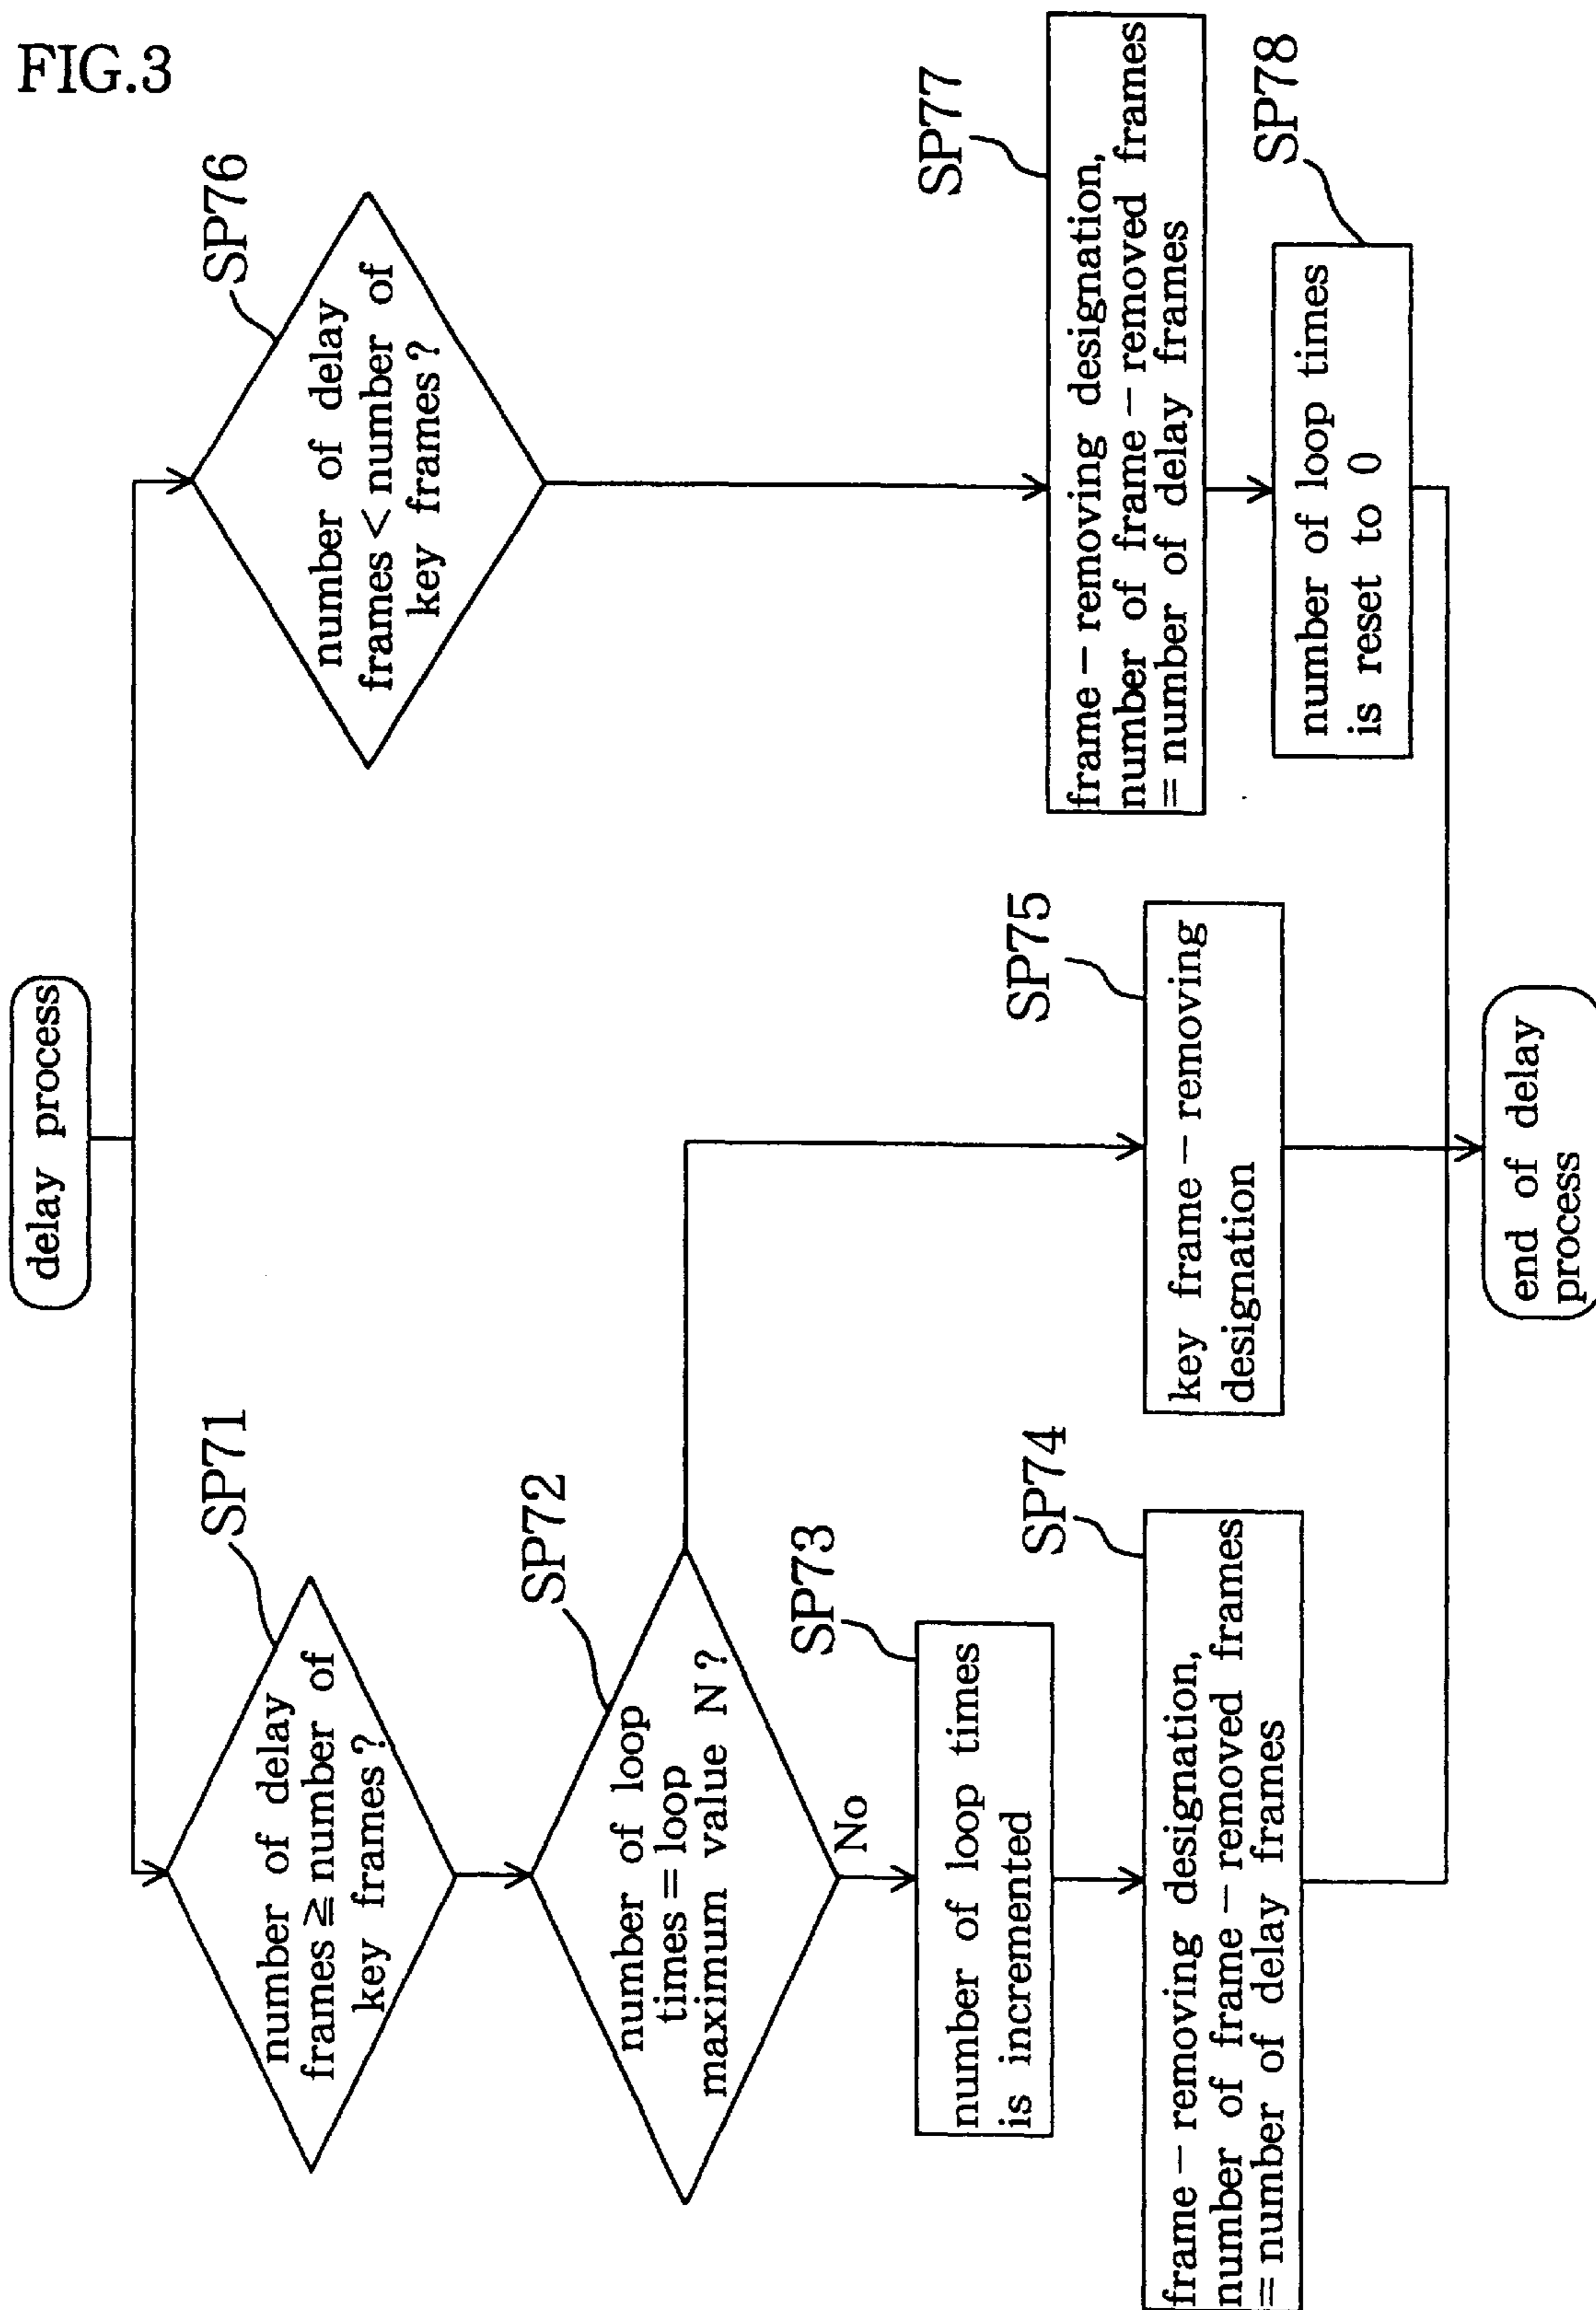 FIG.3
delay process
SP71
number of delay
frames ≧ number of
key frames ?
SP72
number of loop
times = loop
maximum value N ?
No
SP73
number of loop times
is incremented
SP74
frame − removing designation,
number of frame − removed frames
= number of delay frames
SP75
key frame − removing
designation
SP76
number of delay
frames < number of
key frames ?
SP77
frame − removing designation,
number of frame − removed frames
= number of delay frames
SP78
number of loop times
is reset to 0
end of delay
process